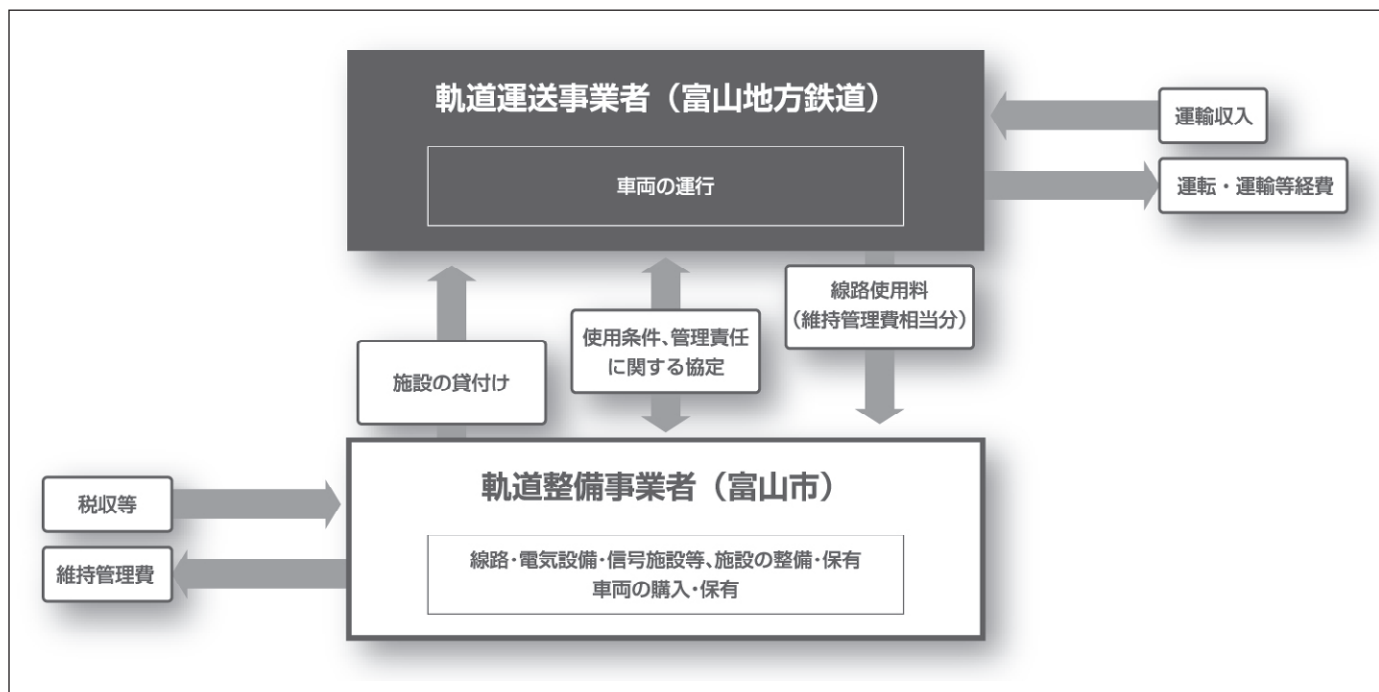 軌道運送事業者（富山地方鉄道）
車両の運行
運輸収入
運転・運輸等経費
施設の貸付け
使用条件、管理責任
に関する協定
線路使用料
（維持管理費相当分）
軌道整備事業者（富山市）
線路・電気設備・信号施設等、施設の整備・保有
車両の購入・保有
税収等
維持管理費